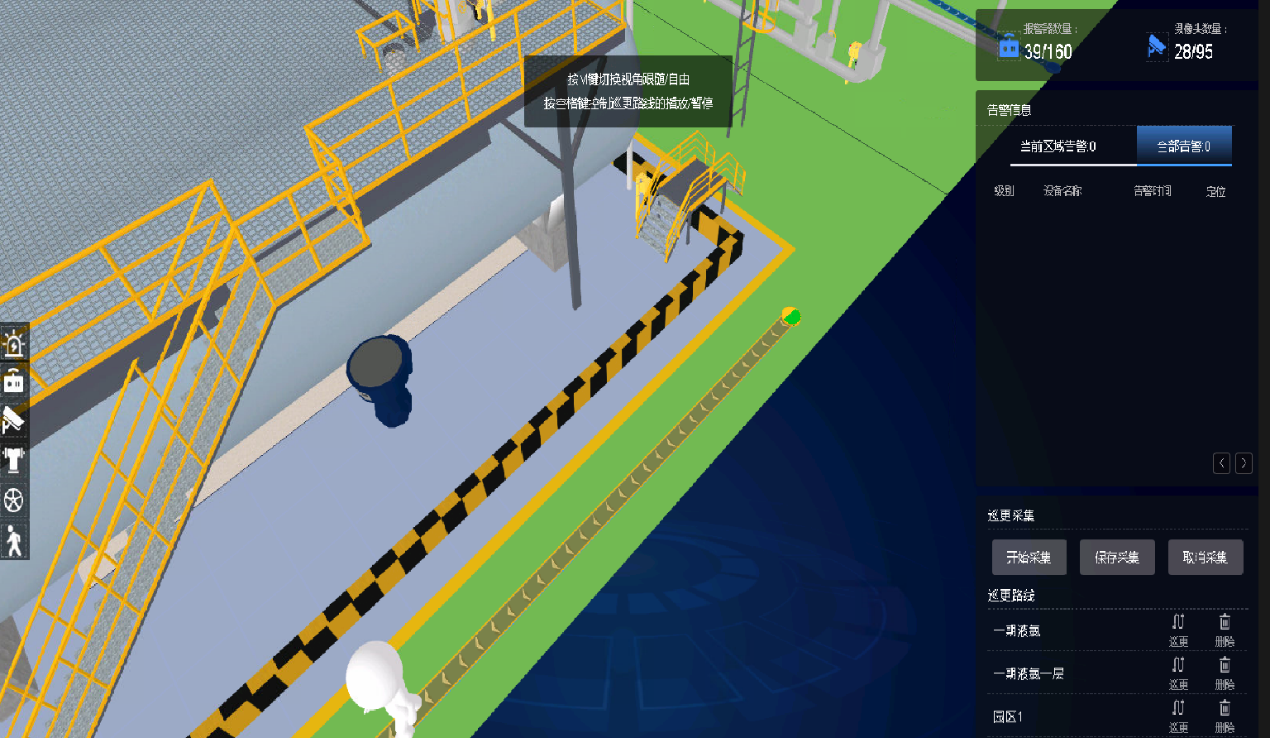 按M键切换视角跟随/自由
按空格键控制巡更路线的播放/暂停
报警器数量：
39/160
摄像头数量：
28/95
告警信息
当前区域告警:0
全部告警:0
级别 设备名称 告警时间 定位
巡更采集
开始采集 保存采集 取消采集
巡更路线
一期液氯
巡更 删除
一期液氯一层
巡更 删除
园区1
巡更 删除